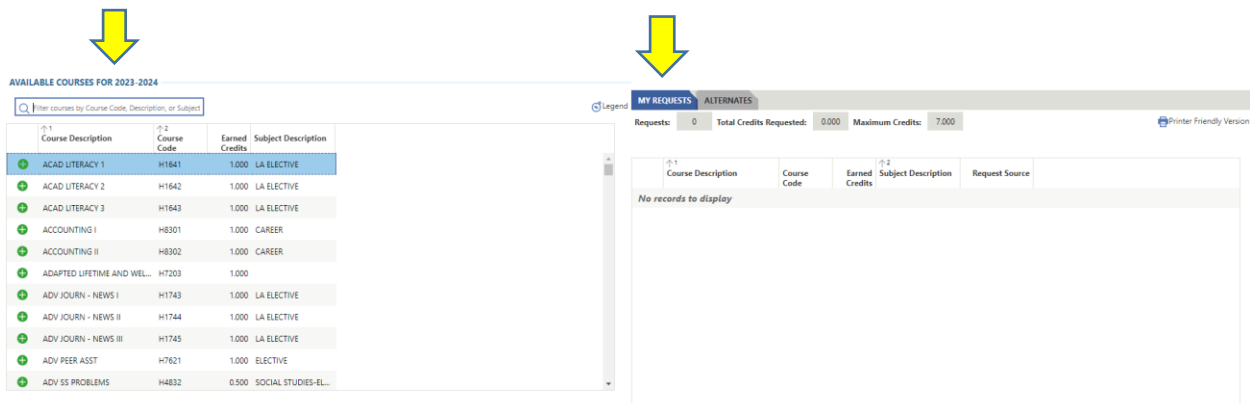 AVAILABLE COURSES FOR 2023-2024
Filter courses by Course Code, Description, or Subject
Legend
1 2
Course Description Course Code Earned Credits Subject Description
ACAD LITERACY 1 H1641 1.000 LA ELECTIVE
ACAD LITERACY 2 H1642 1.000 LA ELECTIVE
ACAD LITERACY 3 H1643 1.000 LA ELECTIVE
ACCOUNTING I H8301 1.000 CAREER
ACCOUNTING II H8302 1.000 CAREER
ADAPTED LIFETIME AND WEL... H7203 1.000
ADV JOURN - NEWS I H1743 1.000 LA ELECTIVE
ADV JOURN - NEWS II H1744 1.000 LA ELECTIVE
ADV JOURN - NEWS III H1745 1.000 LA ELECTIVE
ADV PEER ASST H7621 1.000 ELECTIVE
ADV SS PROBLEMS H4832 0.500 SOCIAL STUDIES-EL...
MY REQUESTS ALTERNATES
Requests: 0 Total Credits Requested: 0.000 Maximum Credits: 7.000 Printer Friendly Version
1 2
Course Description Course Code Earned Credits Subject Description Request Source
No records to display